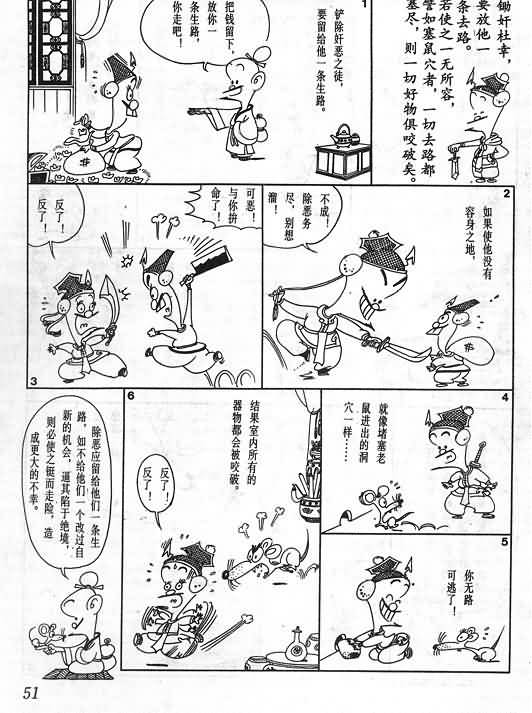 锄奸杜幸，
要放他一
条去路。
若使之一无所容，
譬如塞鼠穴者，一切去路都
塞尽，则一切好物俱咬破矣。
1
铲除奸恶之徒，
要留给他一条生路。
把钱留下，
放你一
条生路，
你走吧！
2
如果使他没有
容身之地，
不成！
除恶务
尽，别想
溜！
3
可恶！
与你拚
命了！
反了！
反了！
4
就像堵塞老
鼠进出的洞
穴一样……
5
你无路
可逃了！
6
结果室内所有的
器物都会被咬破。
反了！
反了！
除恶应留给他们一条生
路，如不给他们一个改过自
新的机会，逼其陷于绝境，
则必使之铤而走险，造
成更大的不幸。
51